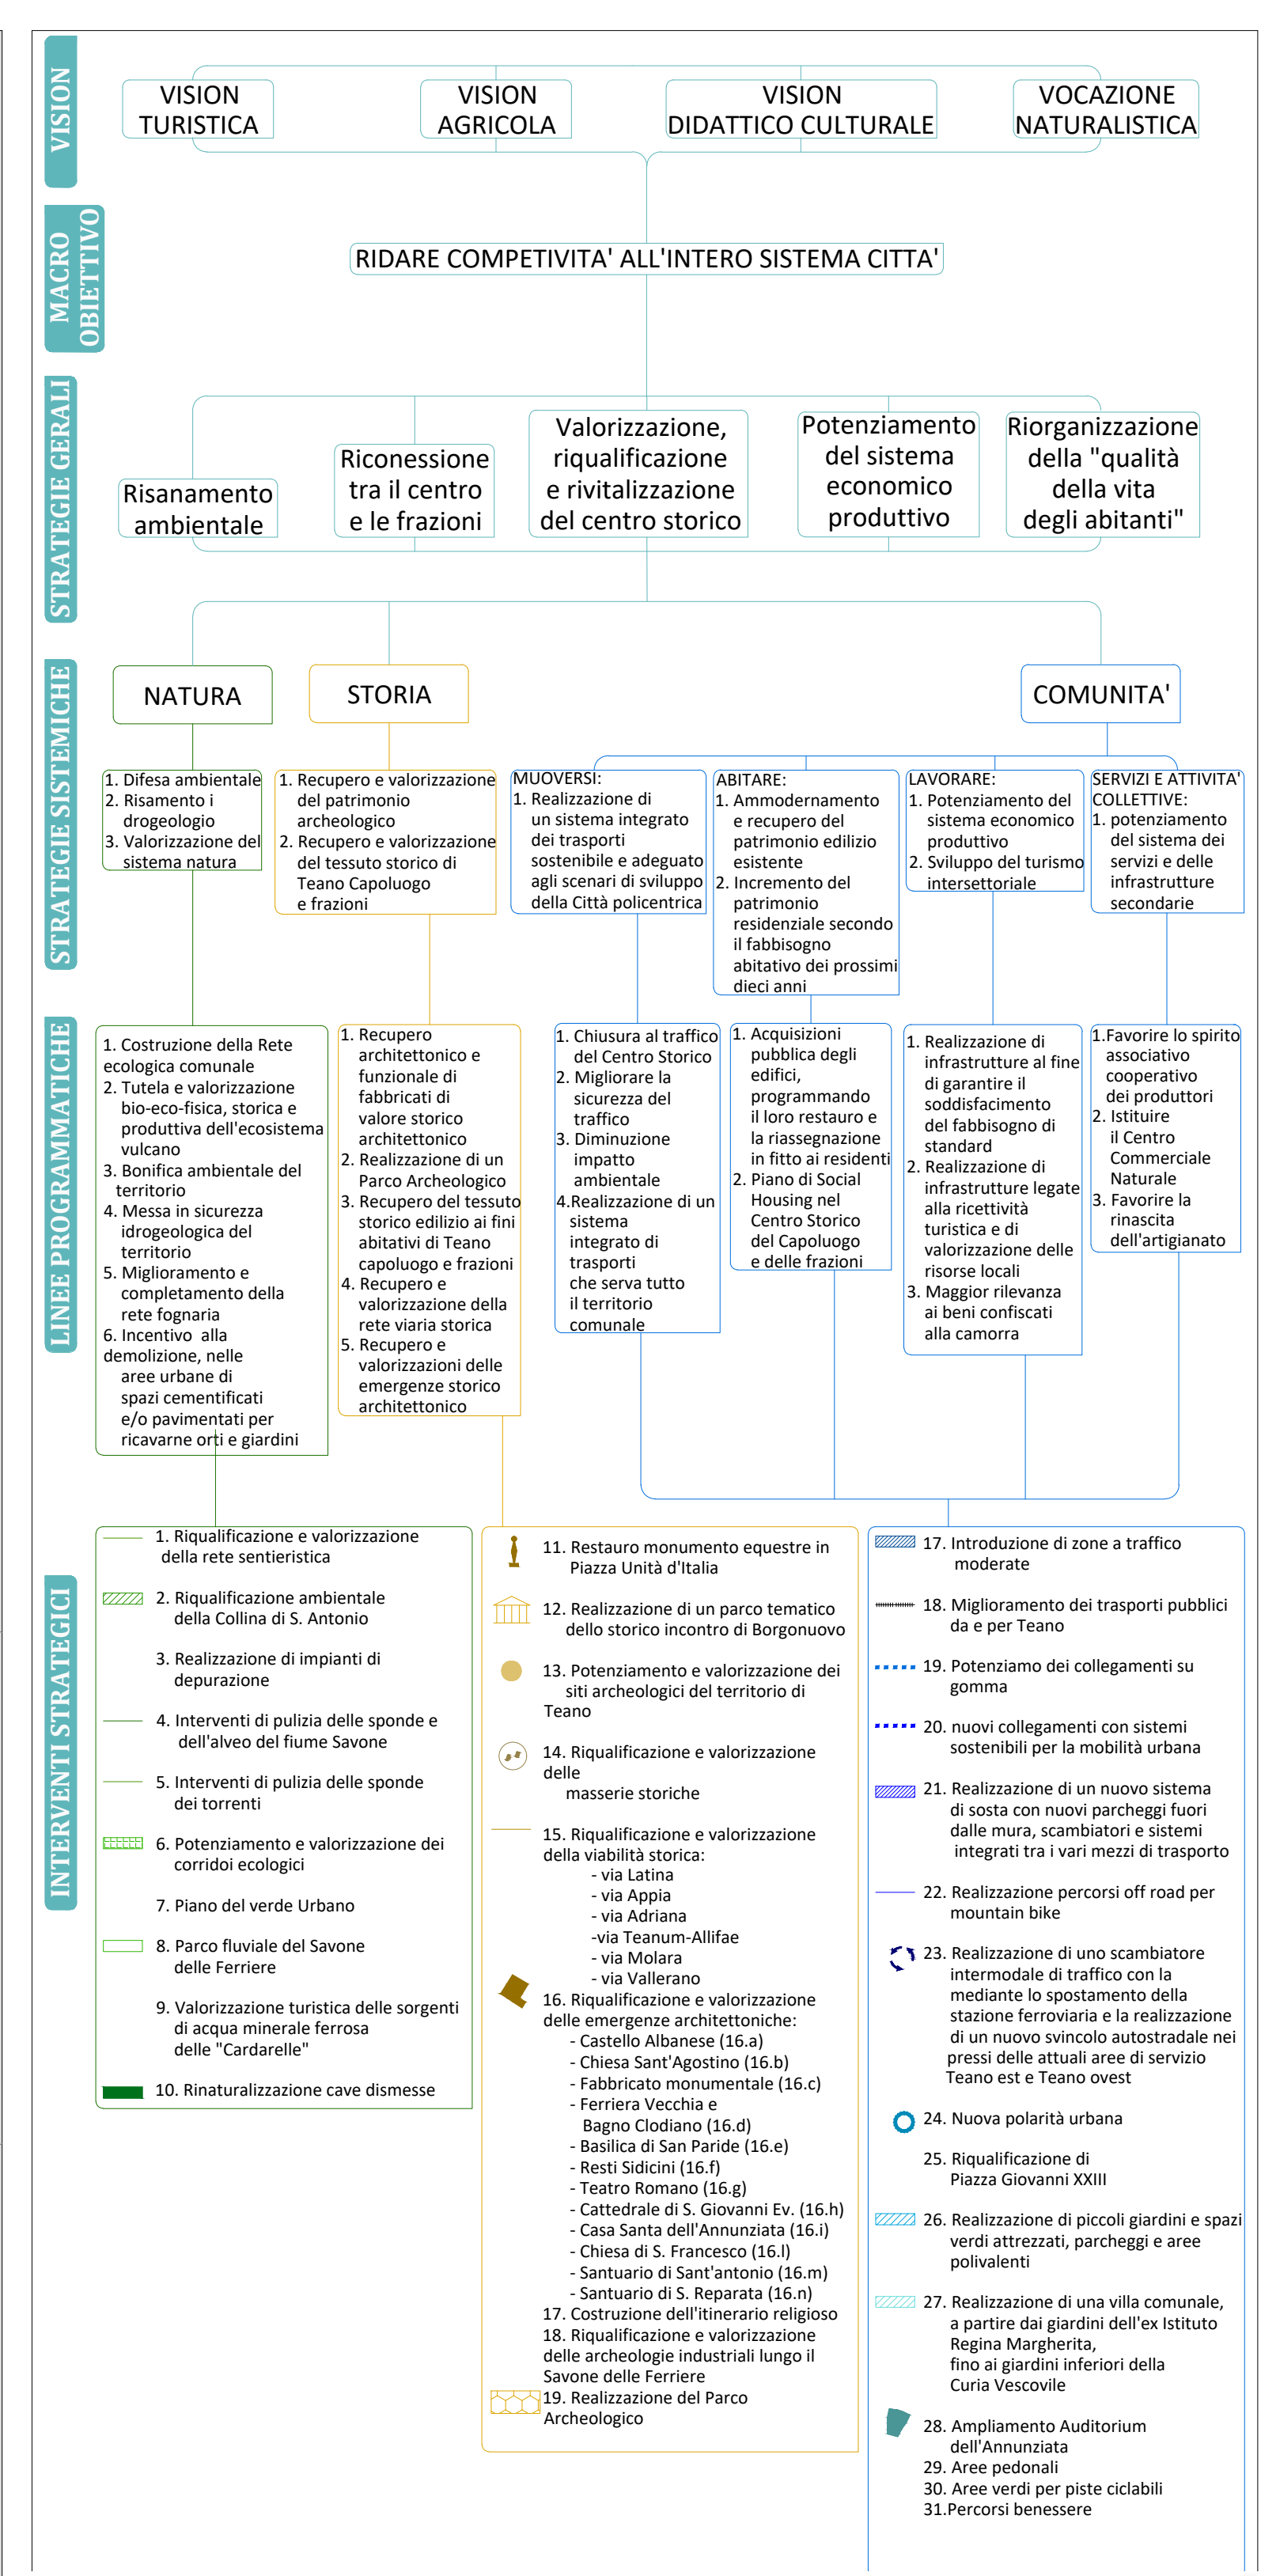 VISION
VISION
TURISTICA
VISION
AGRICOLA
VISION
DIDATTICO CULTURALE
VOCAZIONE
NATURALISTICA
MACRO
OBIETTIVO
RIDARE COMPETIVITA' ALL'INTERO SISTEMA CITTA'
STRATEGIE GERALI
Risanamento
ambientale
Riconessione
tra il centro
e le frazioni
Valorizzazione,
riqualificazione
e rivitalizzazione
del centro storico
Potenziamento
del sistema
economico
produttivo
Riorganizzazione
della "qualità
della vita
degli abitanti"
STRATEGIE SISTEMICHE
NATURA
STORIA
COMUNITA'
1. Difesa ambientale
2. Risamento i
drogeologio
3. Valorizzazione del
sistema natura
1. Recupero e valorizzazione
del patrimonio
archeologico
2. Recupero e valorizzazione
del tessuto storico di
Teano Capoluogo
e frazioni
MUOVERSI:
1. Realizzazione di
un sistema integrato
dei trasporti
sostenibile e adeguato
agli scenari di sviluppo
della Città policentrica
ABITARE:
1. Ammodernamento
e recupero del
patrimonio edilizio
esistente
2. Incremento del
patrimonio
residenziale secondo
il fabbisogno
abitativo dei prossimi
dieci anni
LAVORARE:
1. Potenziamento del
sistema economico
produttivo
2. Sviluppo del turismo
intersettoriale
SERVIZI E ATTIVITA'
COLLETTIVE:
1. potenziamento
del sistema dei
servizi e delle
infrastrutture
secondarie
LINEE PROGRAMMATICHE
1. Costruzione della Rete
ecologica comunale
2. Tutela e valorizzazione
bio-eco-fisica, storica e
produttiva dell'ecosistema
vulcano
3. Bonifica ambientale del
territorio
4. Messa in sicurezza
idrogeologica del
territorio
5. Miglioramento e
completamento della
rete fognaria
6. Incentivo alla
demolizione, nelle
aree urbane di
spazi cementificati
e/o pavimentati per
ricavarne orti e giardini
1. Recupero
architettonico e
funzionale di
fabbricati di
valore storico
architettonico
2. Realizzazione di un
Parco Archeologico
3. Recupero del tessuto
storico edilizio ai fini
abitativi di Teano
capoluogo e frazioni
4. Recupero e
valorizzazione della
rete viaria storica
5. Recupero e
valorizzazioni delle
emergenze storico
architettonico
1. Chiusura al traffico
del Centro Storico
2. Migliorare la
sicurezza del
traffico
3. Diminuzione
impatto
ambientale
4.Realizzazione di un
sistema
integrato di
trasporti
che serva tutto
il territorio
comunale
1. Acquisizioni
pubblica degli
edifici,
programmando
il loro restauro e
la riassegnazione
in fitto ai residenti
2. Piano di Social
Housing nel
Centro Storico
del Capoluogo
e delle frazioni
1. Realizzazione di
infrastrutture al fine
di garantire il
soddisfacimento
del fabbisogno di
standard
2. Realizzazione di
infrastrutture legate
alla ricettività
turistica e di
valorizzazione delle
risorse locali
3. Maggior rilevanza
ai beni confiscati
alla camorra
1.Favorire lo spirito
associativo
cooperativo
dei produttori
2. Istituire
il Centro
Commerciale
Naturale
3. Favorire la
rinascita
dell'artigianato
INTERVENTI STRATEGICI
1. Riqualificazione e valorizzazione
della rete sentieristica
2. Riqualificazione ambientale
della Collina di S. Antonio
3. Realizzazione di impianti di
depurazione
4. Interventi di pulizia delle sponde e
dell'alveo del fiume Savone
5. Interventi di pulizia delle sponde
dei torrenti
6. Potenziamento e valorizzazione dei
corridoi ecologici
7. Piano del verde Urbano
8. Parco fluviale del Savone
delle Ferriere
9. Valorizzazione turistica delle sorgenti
di acqua minerale ferrosa
delle "Cardarelle"
10. Rinaturalizzazione cave dismesse
11. Restauro monumento equestre in
Piazza Unità d'Italia
12. Realizzazione di un parco tematico
dello storico incontro di Borgonuovo
13. Potenziamento e valorizzazione dei
siti archeologici del territorio di
Teano
14. Riqualificazione e valorizzazione
delle
masserie storiche
15. Riqualificazione e valorizzazione
della viabilità storica:
- via Latina
- via Appia
- via Adriana
-via Teanum-Allifae
- via Molara
- via Vallerano
16. Riqualificazione e valorizzazione
delle emergenze architettoniche:
- Castello Albanese (16.a)
- Chiesa Sant'Agostino (16.b)
- Fabbricato monumentale (16.c)
- Ferriera Vecchia e
Bagno Clodiano (16.d)
- Basilica di San Paride (16.e)
- Resti Sidicini (16.f)
- Teatro Romano (16.g)
- Cattedrale di S. Giovanni Ev. (16.h)
- Casa Santa dell'Annunziata (16.i)
- Chiesa di S. Francesco (16.l)
- Santuario di Sant'antonio (16.m)
- Santuario di S. Reparata (16.n)
17. Costruzione dell'itinerario religioso
18. Riqualificazione e valorizzazione
delle archeologie industriali lungo il
Savone delle Ferriere
19. Realizzazione del Parco
Archeologico
17. Introduzione di zone a traffico
moderate
18. Miglioramento dei trasporti pubblici
da e per Teano
19. Potenziamo dei collegamenti su
gomma
20. nuovi collegamenti con sistemi
sostenibili per la mobilità urbana
21. Realizzazione di un nuovo sistema
di sosta con nuovi parcheggi fuori
dalle mura, scambiatori e sistemi
integrati tra i vari mezzi di trasporto
22. Realizzazione percorsi off road per
mountain bike
23. Realizzazione di uno scambiatore
intermodale di traffico con la
mediante lo spostamento della
stazione ferroviaria e la realizzazione
di un nuovo svincolo autostradale nei
pressi delle attuali aree di servizio
Teano est e Teano ovest
24. Nuova polarità urbana
25. Riqualificazione di
Piazza Giovanni XXIII
26. Realizzazione di piccoli giardini e spazi
verdi attrezzati, parcheggi e aree
polivalenti
27. Realizzazione di una villa comunale,
a partire dai giardini dell'ex Istituto
Regina Margherita,
fino ai giardini inferiori della
Curia Vescovile
28. Ampliamento Auditorium
dell'Annunziata
29. Aree pedonali
30. Aree verdi per piste ciclabili
31.Percorsi benessere